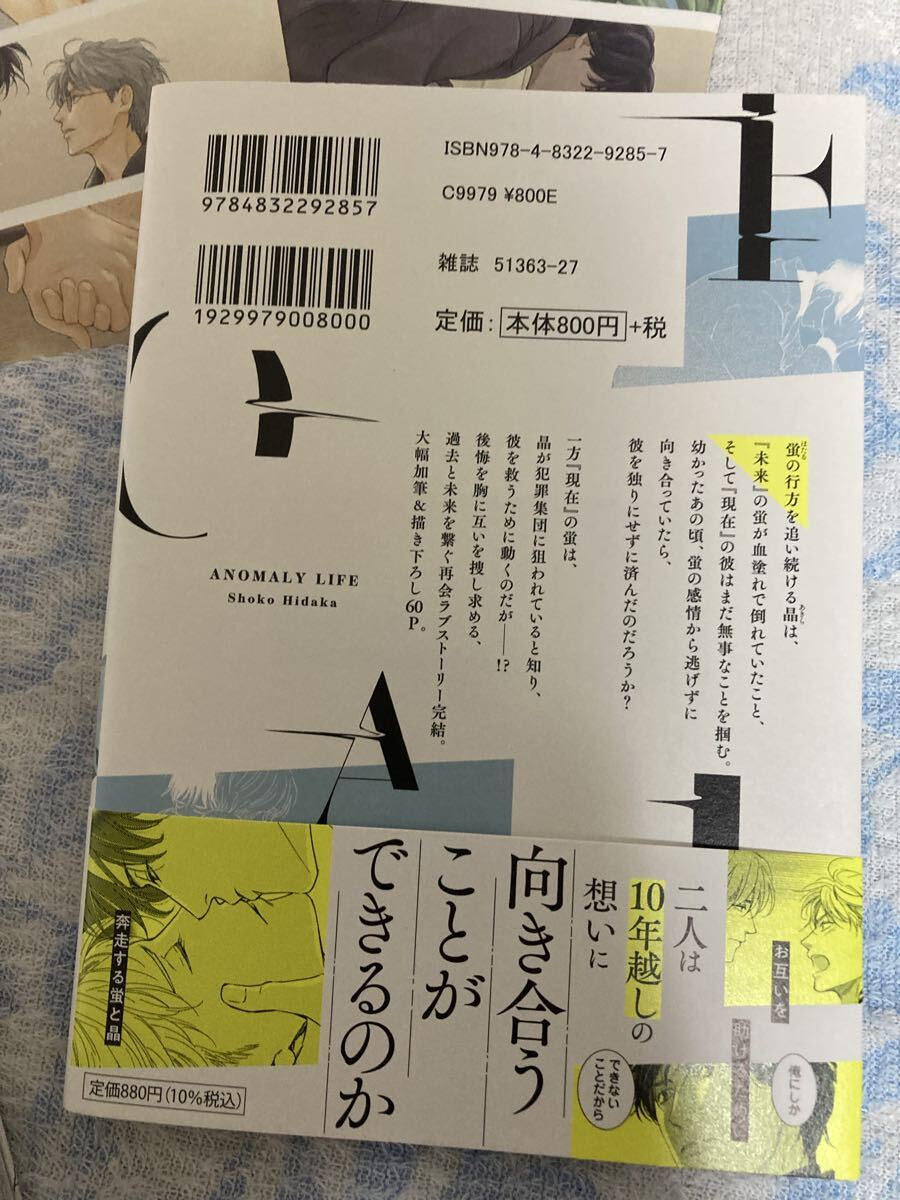 ISBN978-4-8322-9285-7
9784832292857
C9979 ¥800E
雑誌 51363-27
1929979008000
定価:本体800円+税
蛍の行方を追い続ける晶は、
ほたる
あきら
『未来』の蛍が血塗れで倒れていたこと、
そして『現在』の彼はまだ無事なことを掴む。
幼かったあの頃、蛍の感情から逃げずに
向き合っていたら、
彼を独りにせずに済んだのだろうか?
一方『現在』の蛍は、
晶が犯罪集団に狙われていると知り、
彼を救うために動くのだが――!?
後悔を胸に互いを捜し求める、
過去と未来を繋ぐ再会ラブストーリー完結。
大幅加筆&描き下ろし60P。
ANOMALY LIFE
Shoko Hidaka
お互いを
俺にしか
できない
ことだから
二人は
10年越しの
想いに
向き合う
ことが
できるのか
奔走する蛍と晶
定価880円(10%税込)